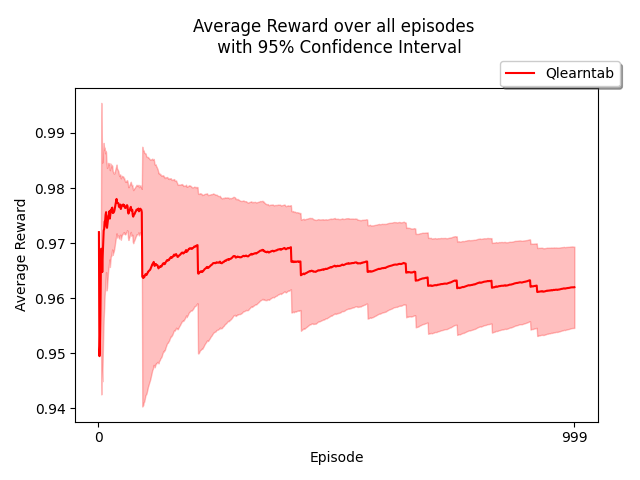 Average Reward over all episodes
with 95% Confidence Interval
Qlearntab
0.99
0.98
0.97
0.96
0.95
0.94
Average Reward
0
999
Episode